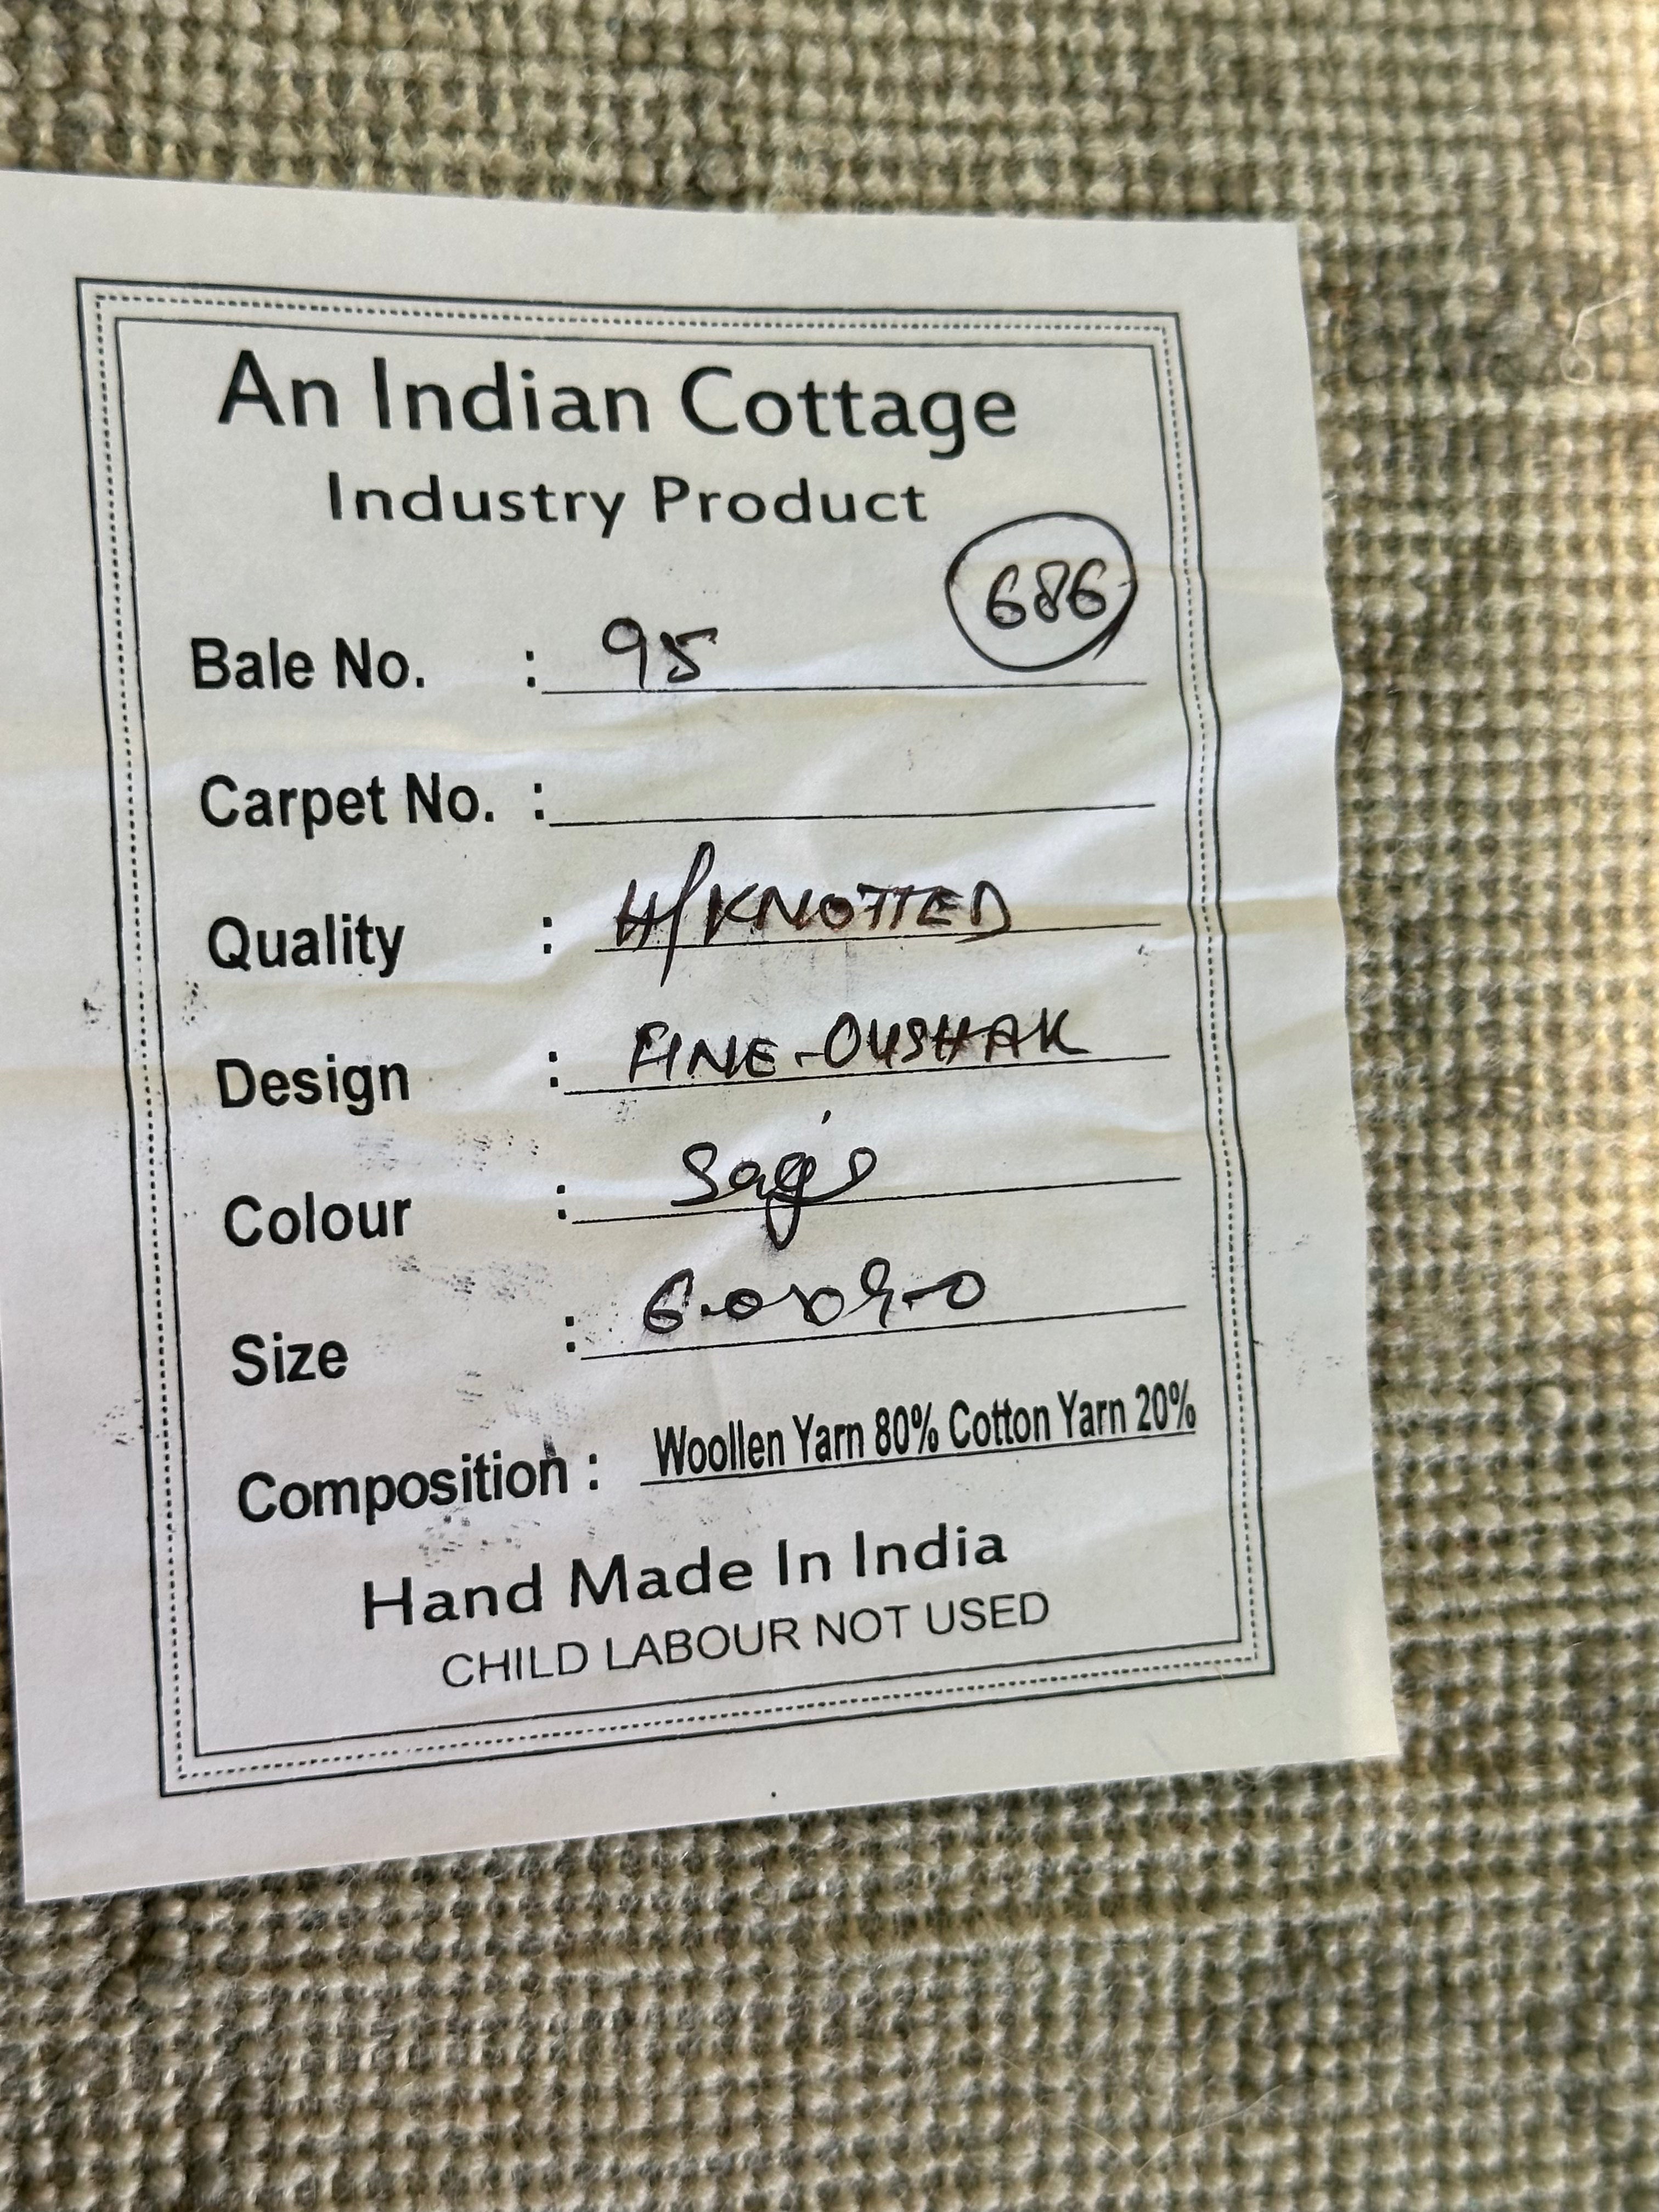 An Indian Cottage
Industry Product
686
Bale No. : 95
Carpet No. :
Quality : H/KNOTTED
Design : FINE-OUSHAK
Colour : Sage
Size : 6-0x9-0
Composition : Woollen Yarn 80% Cotton Yarn 20%
Hand Made In India
CHILD LABOUR NOT USED